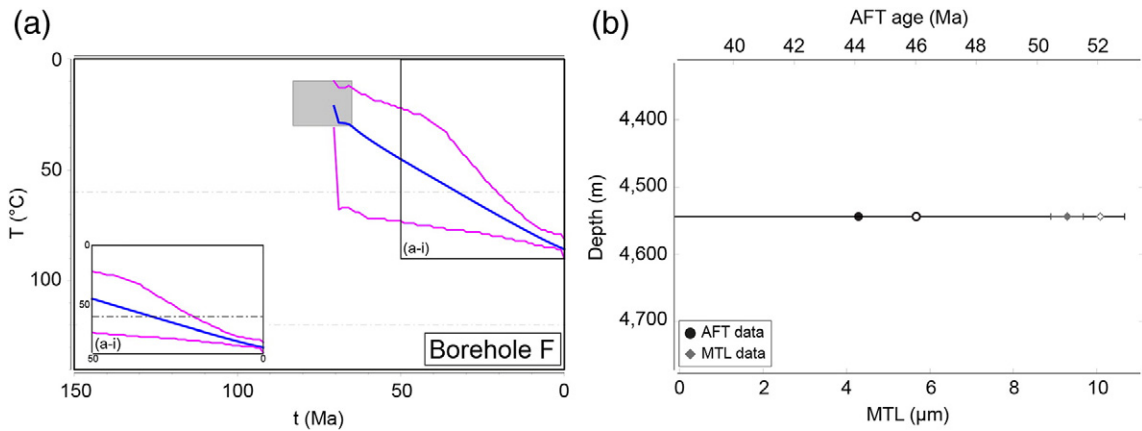 (a)
0
50
100
T (°C)
150 100 50 0
t (Ma)
(a-i)
Borehole F
0
50
(a-i)
50 0
(b)
AFT age (Ma)
40 42 44 46 48 50 52
4,400
4,500
4,600
4,700
Depth (m)
AFT data
MTL data
0 2 4 6 8 10
MTL (μm)